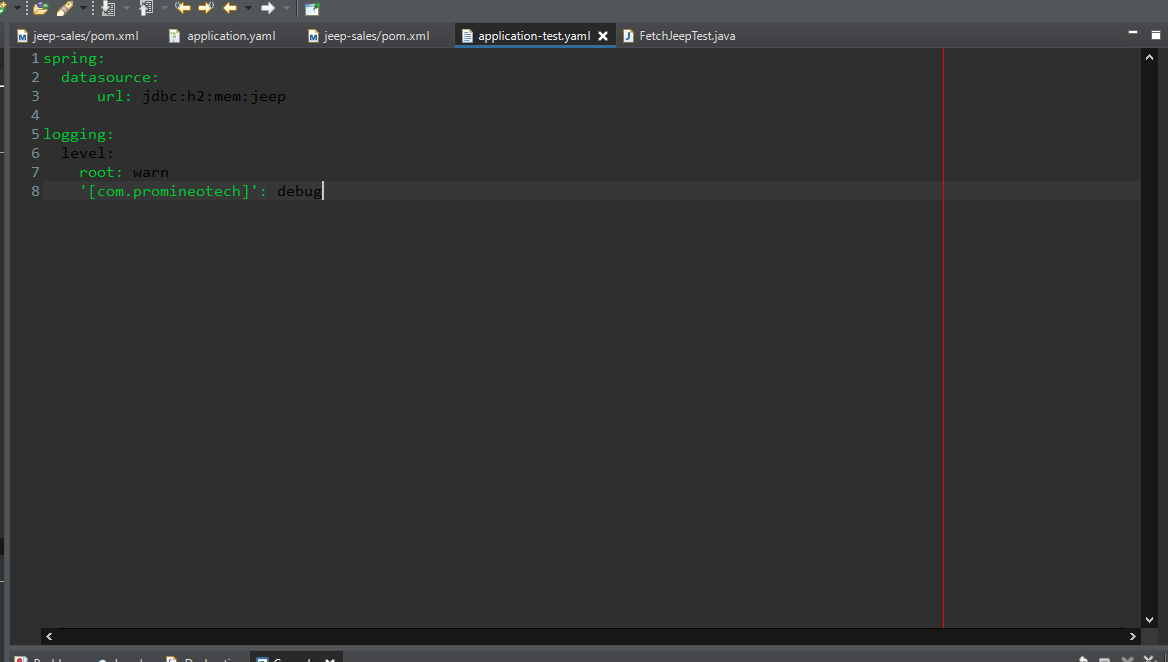 jeep-sales/pom.xml application.yaml jeep-sales/pom.xml application-test.yaml FetchJeepTest.java
1 spring:
2   datasource:
3       url: jdbc:h2:mem:jeep
4
5 logging:
6   level:
7     root: warn
8     '[com.promineotech]': debug